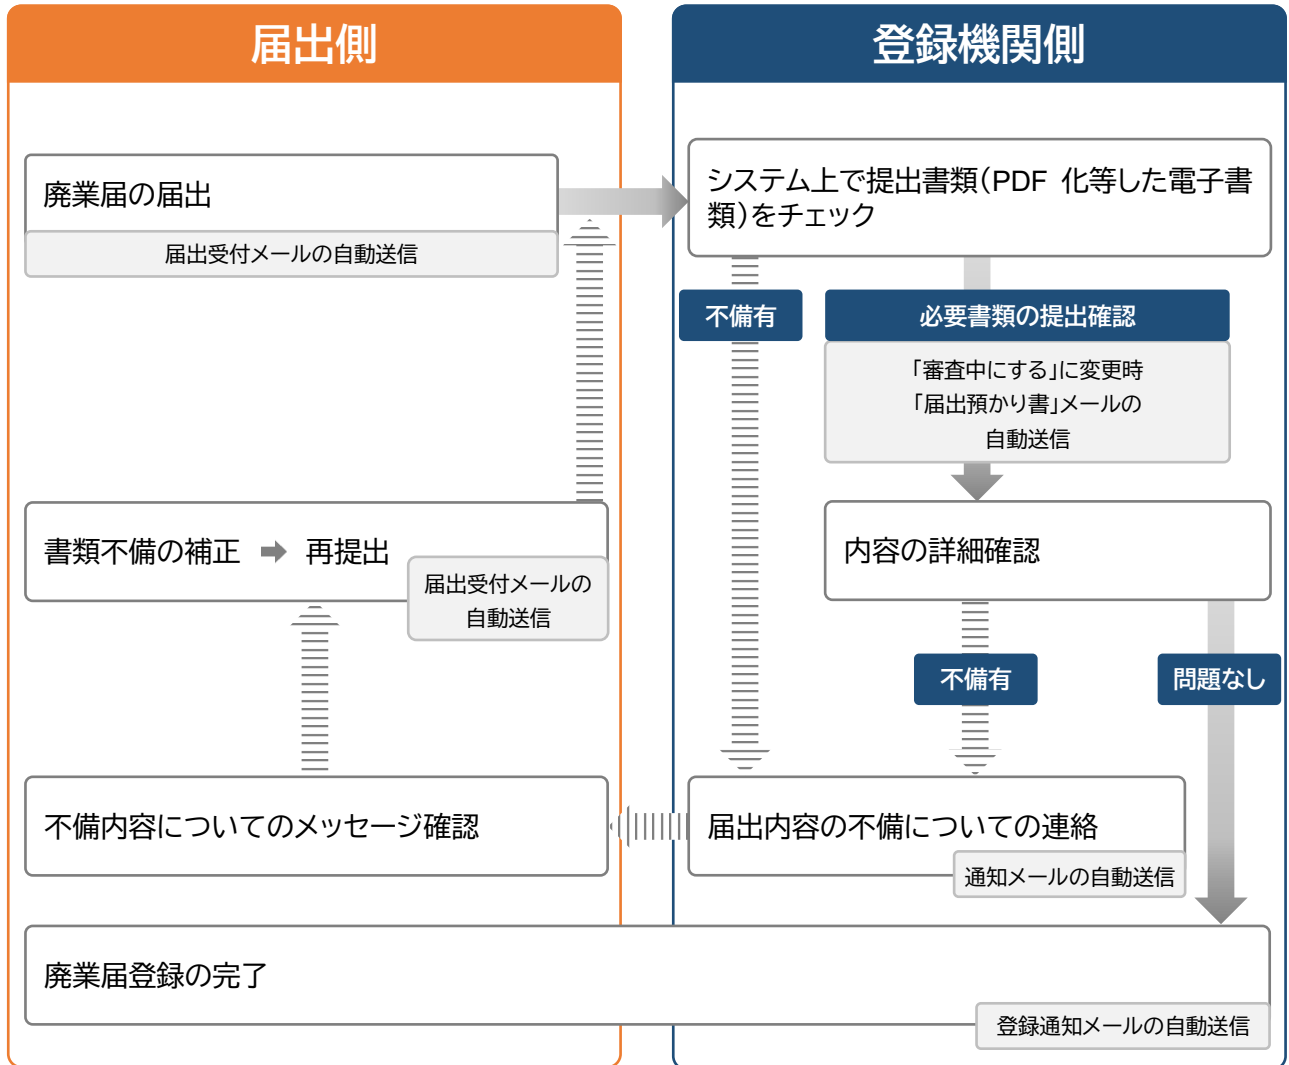 届出側
登録機関側
廃業届の届出
届出受付メールの自動送信
システム上で提出書類(PDF 化等した電子書
類)をチェック
不備有
必要書類の提出確認
「審査中にする」に変更時
「届出預かり書」メールの
自動送信
書類不備の補正 ➡ 再提出
届出受付メールの
自動送信
内容の詳細確認
不備有
問題なし
不備内容についてのメッセージ確認
届出内容の不備についての連絡
通知メールの自動送信
廃業届登録の完了
登録通知メールの自動送信